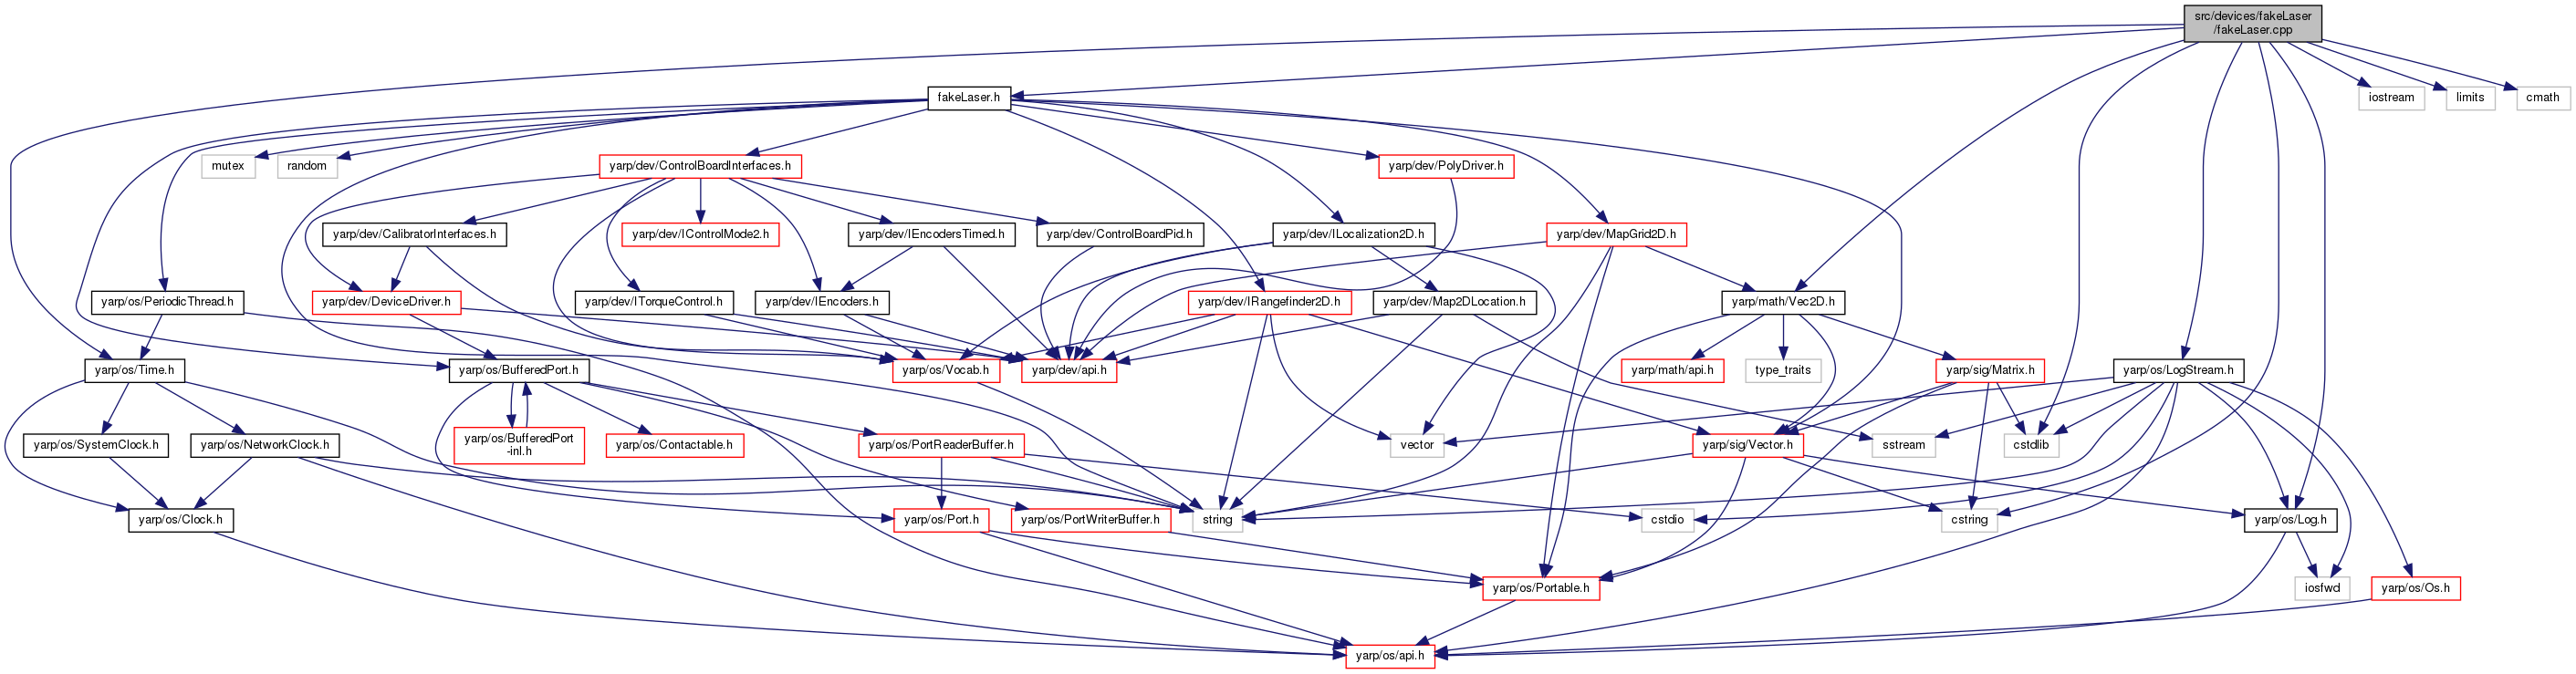 src/devices/fakeLaser
/fakeLaser.cpp
fakeLaser.h
iostream
limits
cmath
mutex
random
yarp/dev/ControlBoardInterfaces.h
yarp/dev/PolyDriver.h
yarp/dev/CalibratorInterfaces.h
yarp/dev/IControlMode2.h
yarp/dev/IEncodersTimed.h
yarp/dev/ControlBoardPid.h
yarp/dev/ILocalization2D.h
yarp/dev/MapGrid2D.h
yarp/os/PeriodicThread.h
yarp/dev/DeviceDriver.h
yarp/dev/ITorqueControl.h
yarp/dev/IEncoders.h
yarp/dev/IRangefinder2D.h
yarp/dev/Map2DLocation.h
yarp/math/Vec2D.h
yarp/os/Time.h
yarp/os/BufferedPort.h
yarp/os/Vocab.h
yarp/dev/api.h
yarp/math/api.h
type_traits
yarp/sig/Matrix.h
yarp/os/LogStream.h
yarp/os/SystemClock.h
yarp/os/NetworkClock.h
yarp/os/BufferedPort
-inl.h
yarp/os/Contactable.h
yarp/os/PortReaderBuffer.h
vector
yarp/sig/Vector.h
sstream
cstdlib
yarp/os/Clock.h
yarp/os/Port.h
yarp/os/PortWriterBuffer.h
string
cstdio
cstring
yarp/os/Log.h
yarp/os/Portable.h
iosfwd
yarp/os/Os.h
yarp/os/api.h